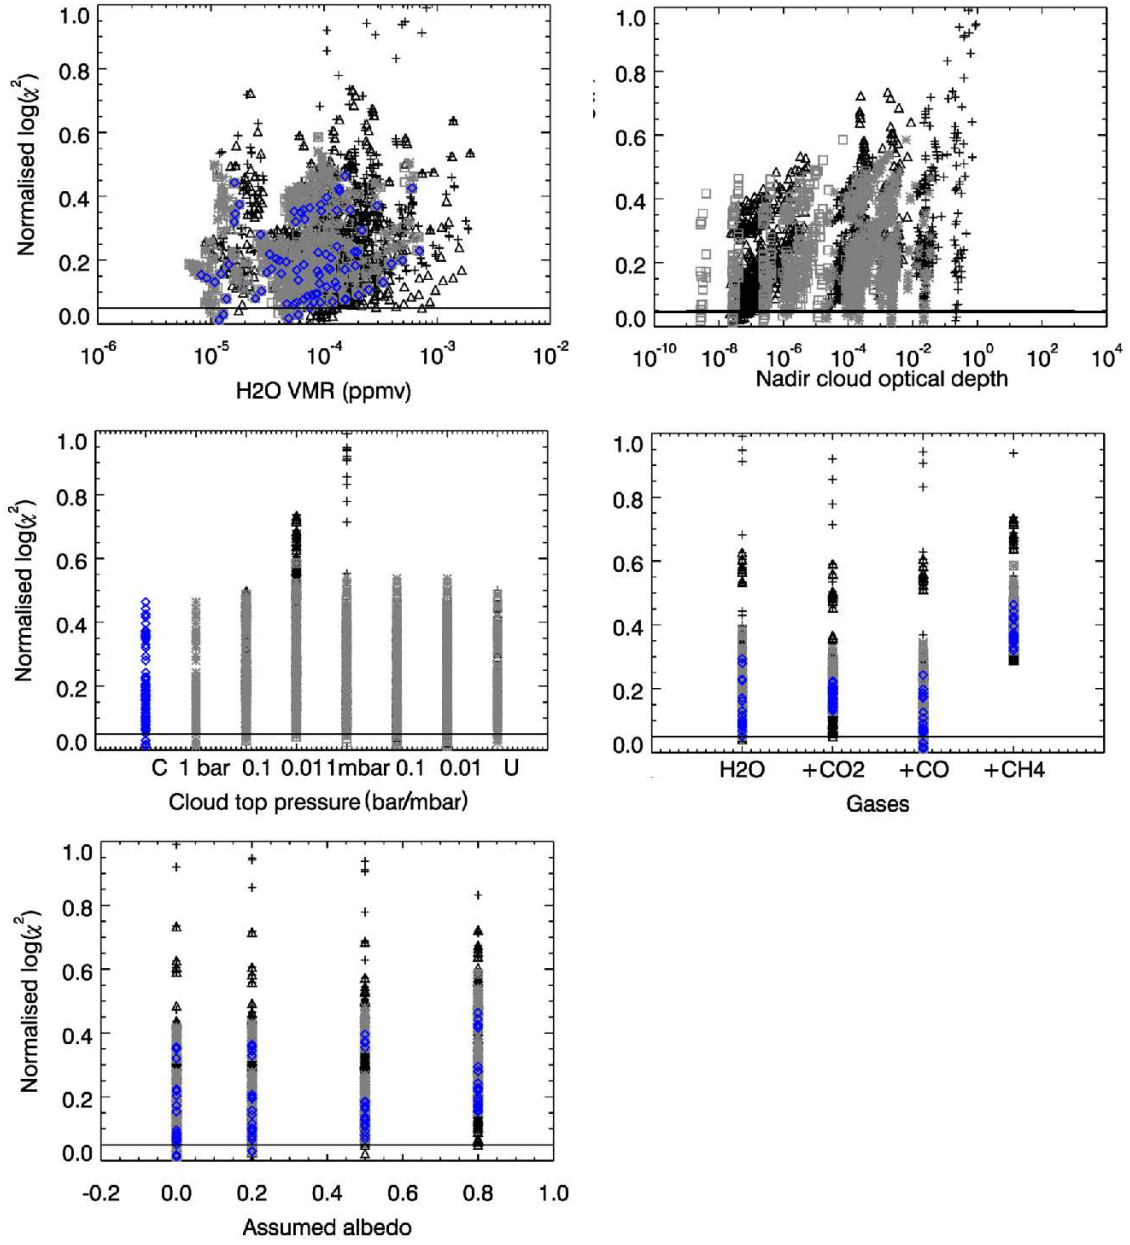 1.0
0.8
0.6
0.4
0.2
0.0
Normalised log(χ²)
10⁻⁶ 10⁻⁵ 10⁻⁴ 10⁻³ 10⁻²
H2O VMR (ppmv)
1.0
0.8
0.6
0.4
0.2
0.0
10⁻¹⁰ 10⁻⁸ 10⁻⁶ 10⁻⁴ 10⁻² 10⁰ 10² 10⁴
Nadir cloud optical depth
1.0
0.8
0.6
0.4
0.2
0.0
Normalised log(χ²)
C 1 bar 0.1 0.01 1mbar 0.1 0.01 U
Cloud top pressure (bar/mbar)
1.0
0.8
0.6
0.4
0.2
0.0
H2O +CO2 +CO +CH4
Gases
1.0
0.8
0.6
0.4
0.2
0.0
Normalised log(χ²)
-0.2 0.0 0.2 0.4 0.6 0.8 1.0
Assumed albedo